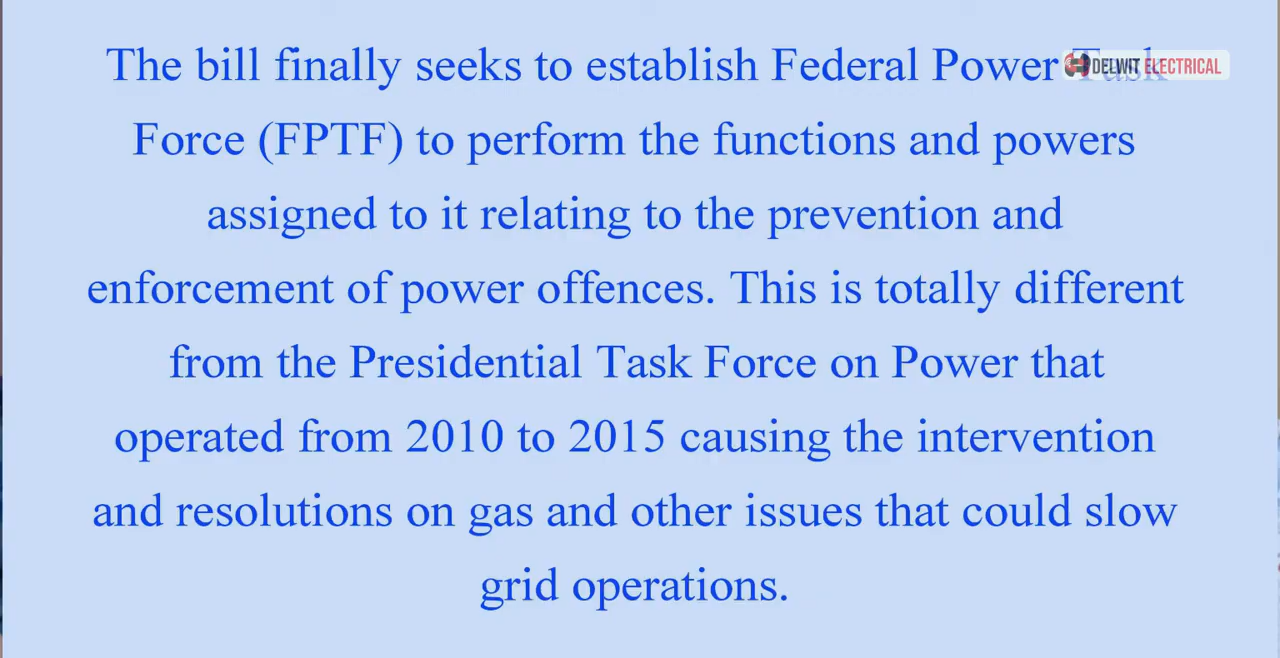 The bill finally seeks to establish Federal Power Task
DELWIT ELECTRICAL
Force (FPTF) to perform the functions and powers
assigned to it relating to the prevention and
enforcement of power offences. This is totally different
from the Presidential Task Force on Power that
operated from 2010 to 2015 causing the intervention
and resolutions on gas and other issues that could slow
grid operations.